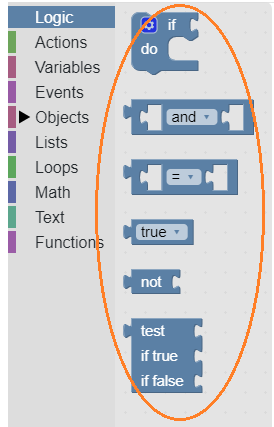 Logic
Actions
Variables
Events
Objects
Lists
Loops
Math
Text
Functions
if
do
and
=
true
not
test
if true
if false